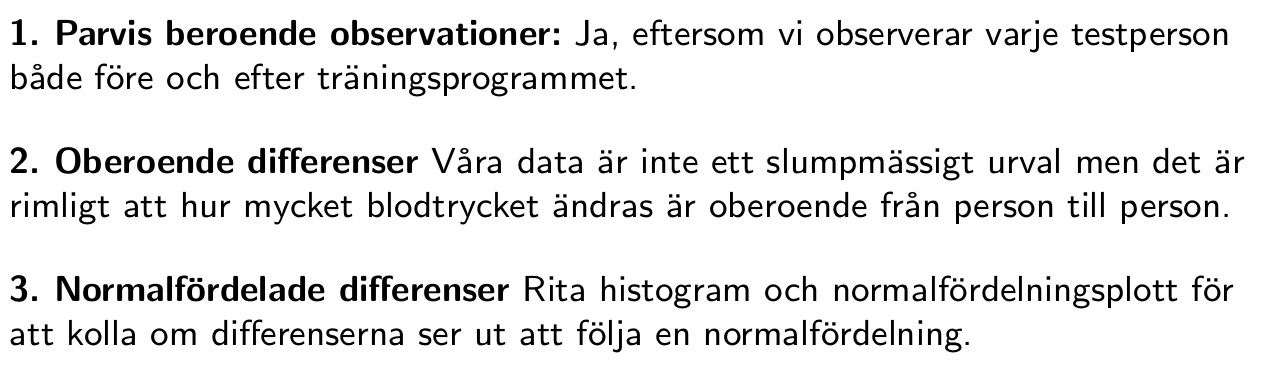 1. Parvis beroende observationer: Ja, eftersom vi observerar varje testperson
både före och efter träningsprogrammet.
2. Oberoende differenser Våra data är inte ett slumpmässigt urval men det är
rimligt att hur mycket blodtrycket ändras är oberoende från person till person.
3. Normalfördelade differenser Rita histogram och normalfördelningsplott för
att kolla om differenserna ser ut att följa en normalfördelning.